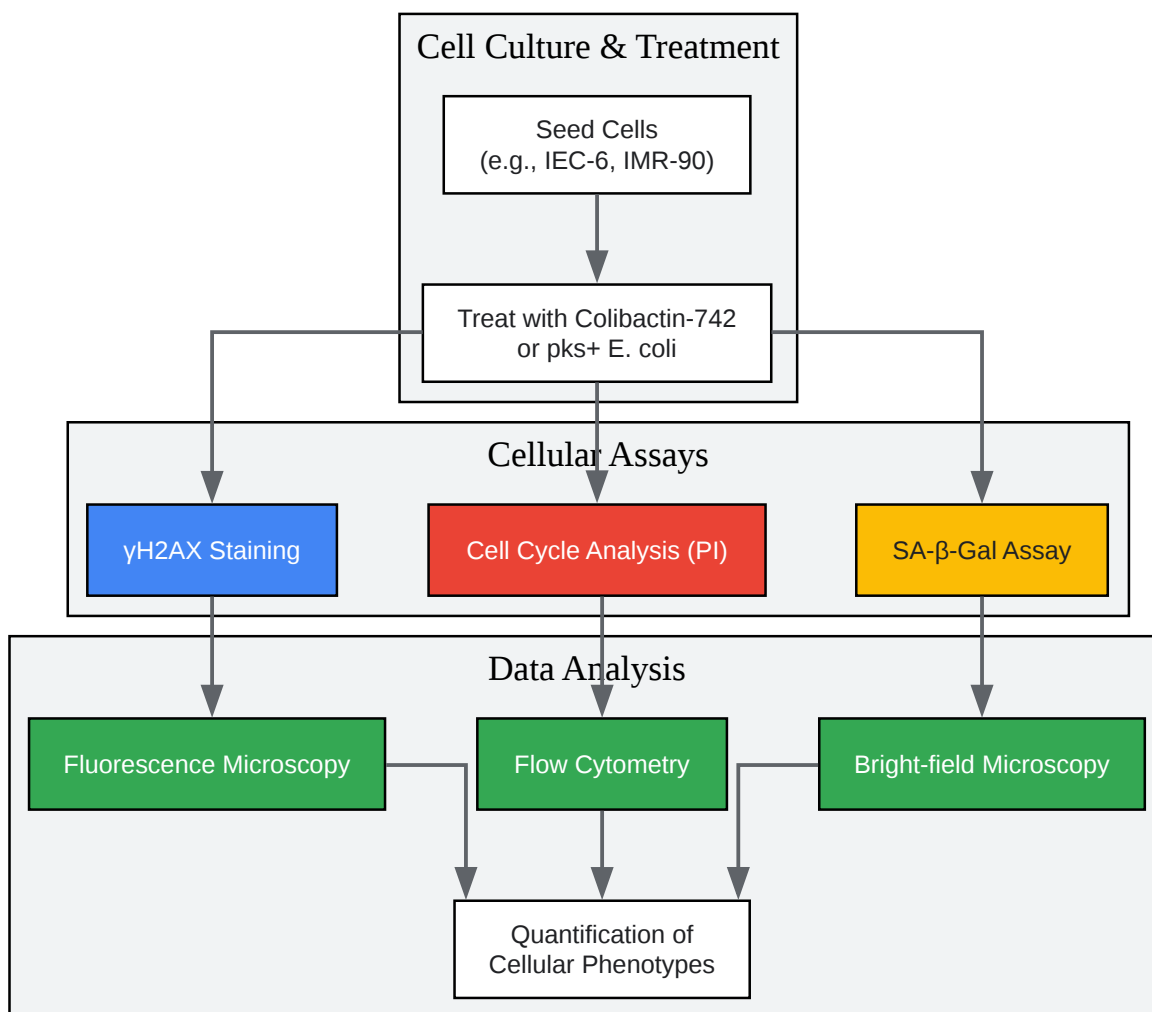 Cell Culture & Treatment
Seed Cells
(e.g., IEC-6, IMR-90)
Treat with Colibactin-742
or pks+ E. coli
Cellular Assays
γH2AX Staining
Cell Cycle Analysis (PI)
SA-β-Gal Assay
Data Analysis
Fluorescence Microscopy
Flow Cytometry
Bright-field Microscopy
Quantification of
Cellular Phenotypes